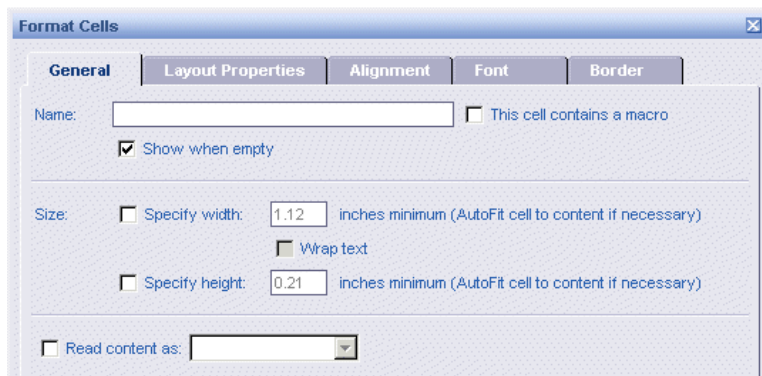 Format Cells
General Layout Properties Alignment Font Border
Name: This cell contains a macro
Show when empty
Size: Specify width: 1.12 inches minimum (AutoFit cell to content if necessary)
Wrap text
Specify height: 0.21 inches minimum (AutoFit cell to content if necessary)
Read content as: